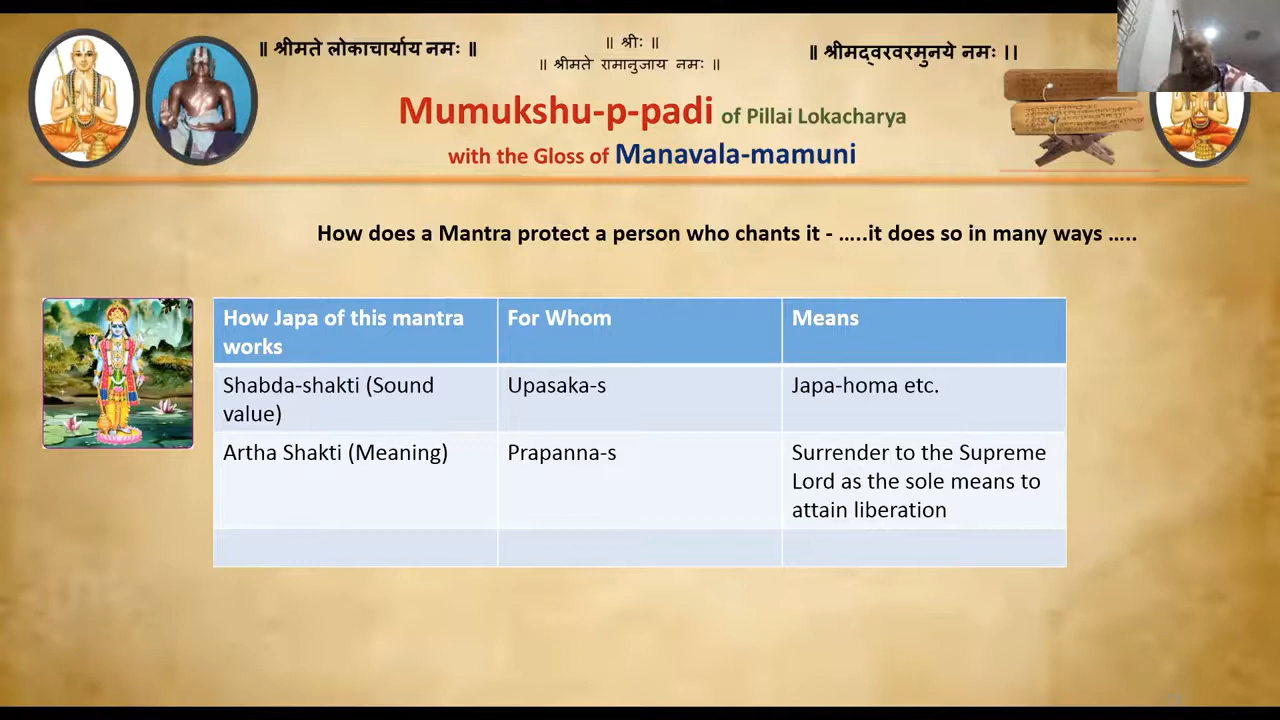 ॥ श्रीमते लोकाचार्याय नमः ॥
॥ श्रीः ॥
॥ श्रीमते रामानुजाय नमः ॥
॥ श्रीमद्वरवरमुनये नमः ।।
Mumukshu-p-padi of Pillai Lokacharya
with the Gloss of Manavala-mamuni
How does a Mantra protect a person who chants it - …..it does so in many ways …..
How Japa of this mantra works
For Whom
Means
Shabda-shakti (Sound value)
Upasaka-s
Japa-homa etc.
Artha Shakti (Meaning)
Prapanna-s
Surrender to the Supreme
Lord as the sole means to
attain liberation